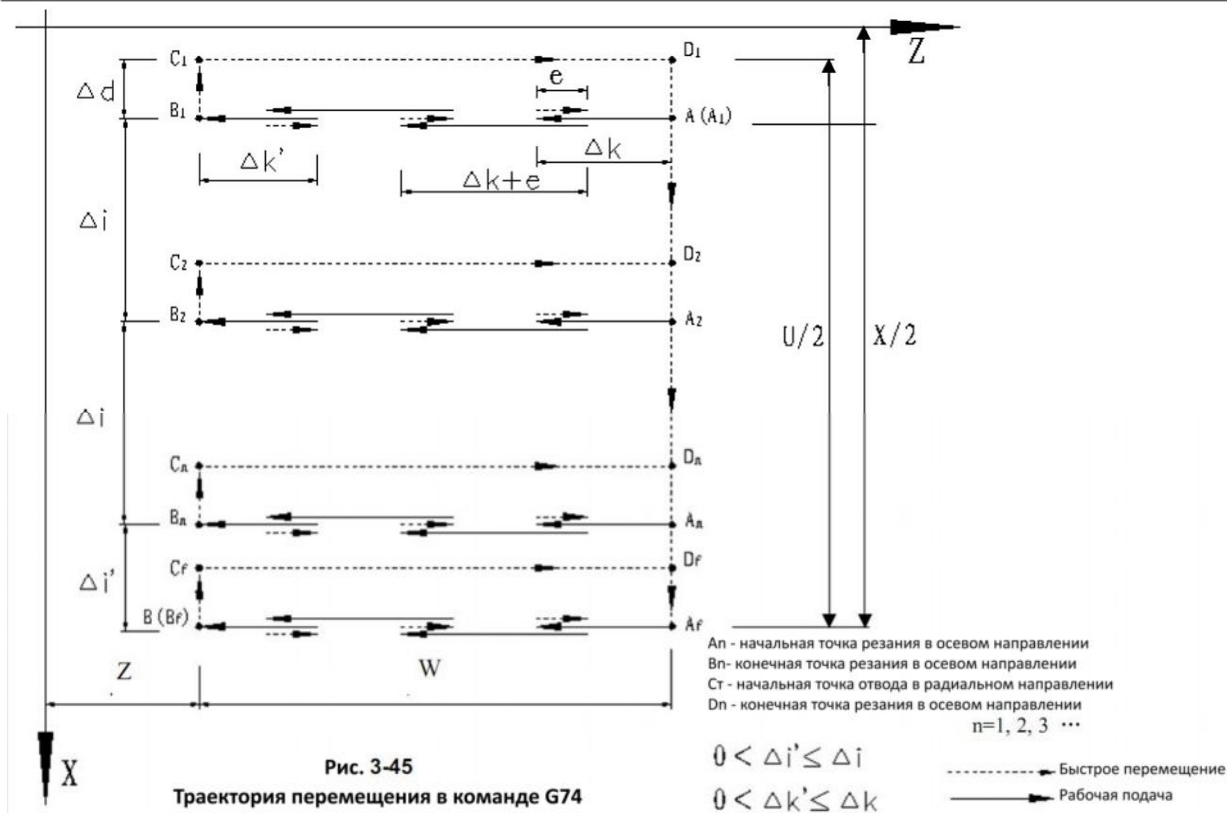 Z
C₁
D₁
e
Δd
B₁
A (A₁)
Δk'
Δk+e
Δk
Δi
C₂
D₂
B₂
A₂
U/2
X/2
Δi
Cn
Dn
Bn
An
Cf
Df
Δi'
B (Bf)
Af
Z
W
X
An - начальная точка резания в осевом направлении
Bn- конечная точка резания в осевом направлении
Ст - начальная точка отвода в радиальном направлении
Dn - конечная точка резания в осевом направлении
n=1, 2, 3 ···
0 < Δi' ≤ Δi
0 < Δk' ≤ Δk
Быстрое перемещение
Рабочая подача
Рис. 3-45
Траектория перемещения в команде G74